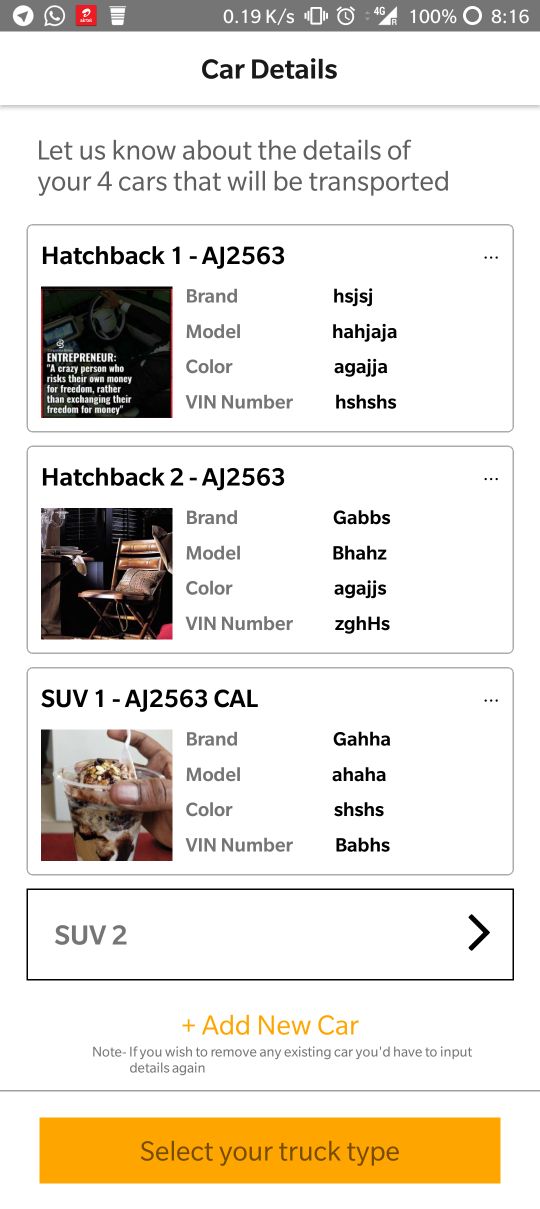 0.19 K/s 4G R 100% 8:16
airtel
Car Details
Let us know about the details of
your 4 cars that will be transported
Hatchback 1 - AJ2563 ...
Brand hsjsj
Model hahjaja
Color agajja
VIN Number hshshs
ENTREPRENEUR:
"A crazy person who
risks their own money
for freedom, rather
than exchanging their
freedom for money"
Hatchback 2 - AJ2563 ...
Brand Gabbs
Model Bhahz
Color agajjs
VIN Number zghHs
SUV 1 - AJ2563 CAL ...
Brand Gahha
Model ahaha
Color shshs
VIN Number Babhs
SUV 2
+ Add New Car
Note- If you wish to remove any existing car you'd have to input
details again
Select your truck type